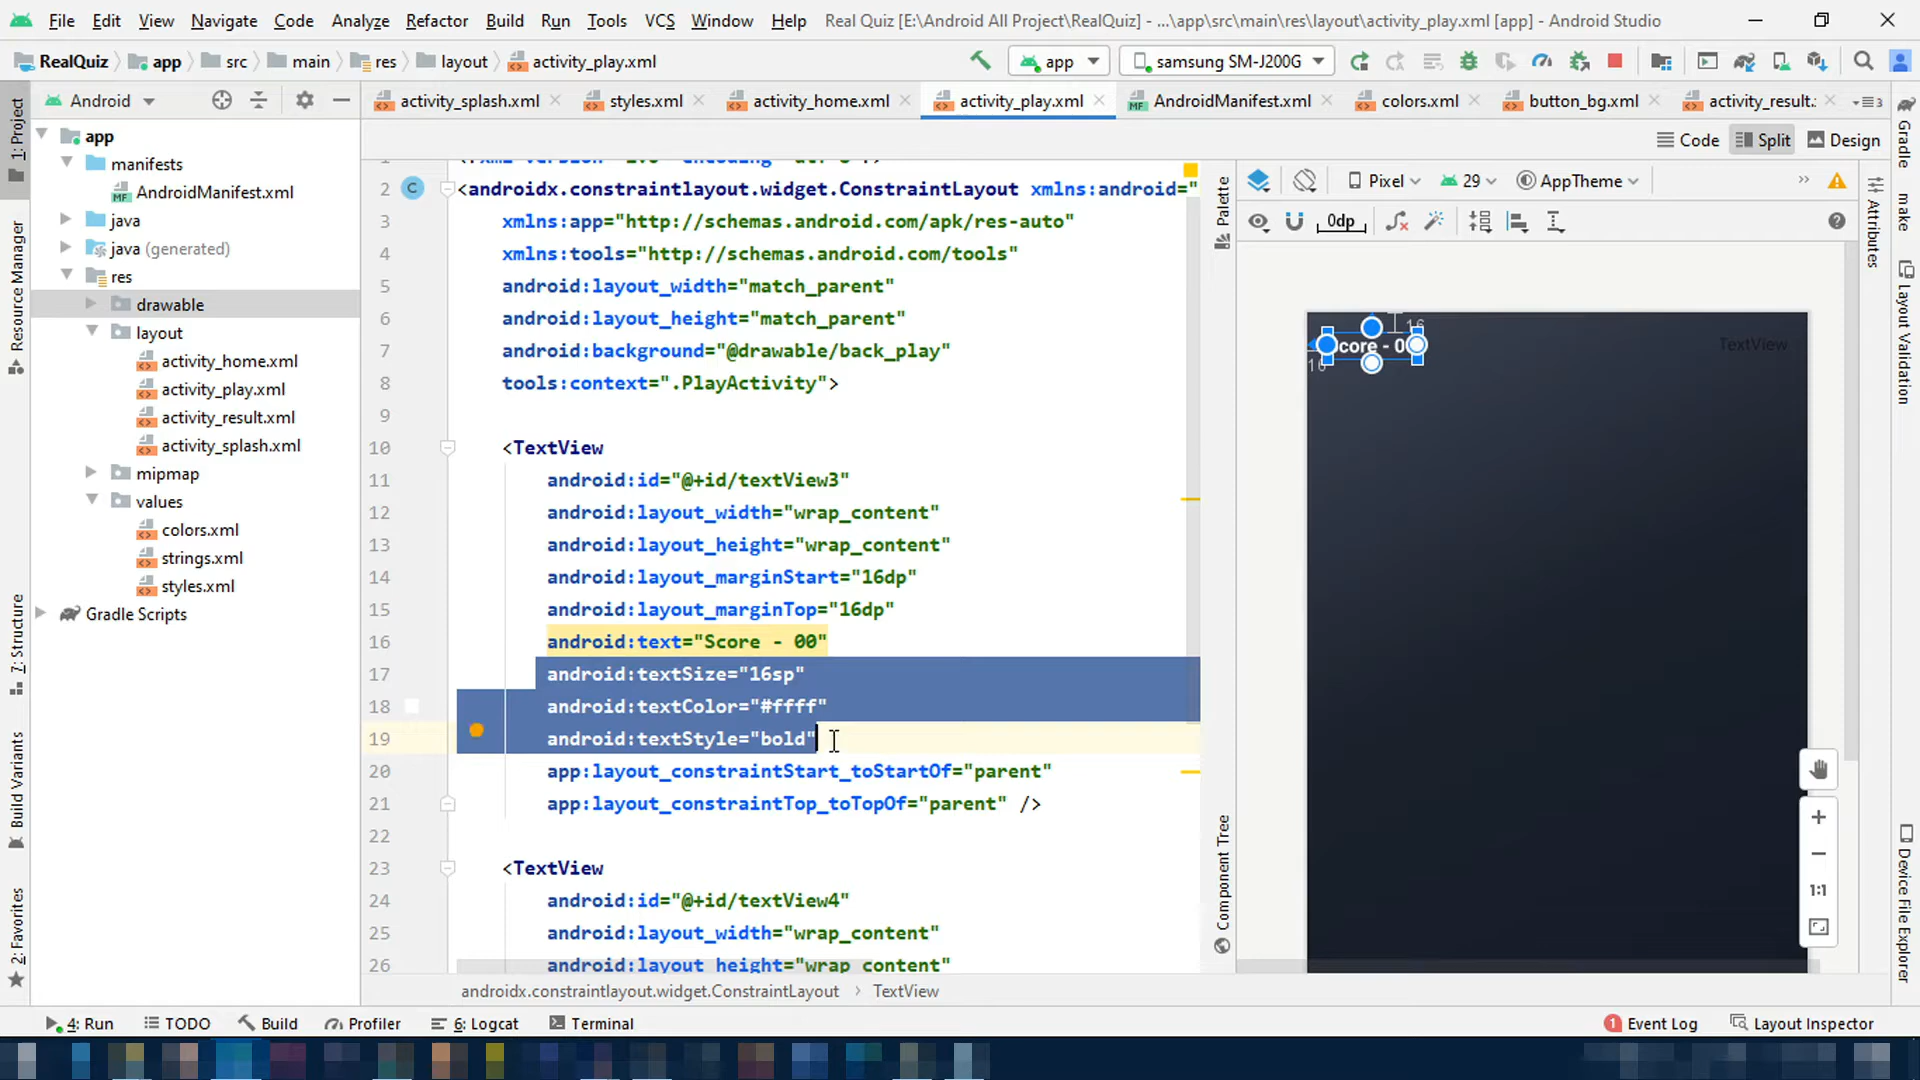 File Edit View Navigate Code Analyze Refactor Build Run Tools VCS Window Help Real Quiz [E:\Android All Project\RealQuiz] - ...\app\src\main\res\layout\activity_play.xml [app] - Android Studio
RealQuiz app src main res layout activity_play.xml app samsung SM-J200G
Android activity_splash.xml styles.xml activity_home.xml activity_play.xml AndroidManifest.xml colors.xml button_bg.xml activity_result. 3
Code Split Design
1: Project
Resource Manager
7: Structure
Build Variants
2: Favorites
app
manifests
AndroidManifest.xml
java
java (generated)
res
drawable
layout
activity_home.xml
activity_play.xml
activity_result.xml
activity_splash.xml
mipmap
values
colors.xml
strings.xml
styles.xml
Gradle Scripts
2 C <androidx.constraintlayout.widget.ConstraintLayout xmlns:android="
3 xmlns:app="http://schemas.android.com/apk/res-auto"
4 xmlns:tools="http://schemas.android.com/tools"
5 android:layout_width="match_parent"
6 android:layout_height="match_parent"
7 android:background="@drawable/back_play"
8 tools:context=".PlayActivity">
9
10 <TextView
11 android:id="@+id/textView3"
12 android:layout_width="wrap_content"
13 android:layout_height="wrap_content"
14 android:layout_marginStart="16dp"
15 android:layout_marginTop="16dp"
16 android:text="Score - 00"
17 android:textSize="16sp"
18 android:textColor="#ffff"
19 android:textStyle="bold"
20 app:layout_constraintStart_toStartOf="parent"
21 app:layout_constraintTop_toTopOf="parent" />
22
23 <TextView
24 android:id="@+id/textView4"
25 android:layout_width="wrap_content"
26 android:layout_height="wrap_content"
androidx.constraintlayout.widget.ConstraintLayout TextView
Palette
Component Tree
Pixel 29 AppTheme
0dp
16
core - 0
16
TextView
1:1
Attributes
Gradle
make
Layout Validation
Device File Explorer
4: Run TODO Build Profiler 6: Logcat Terminal 1 Event Log Layout Inspector